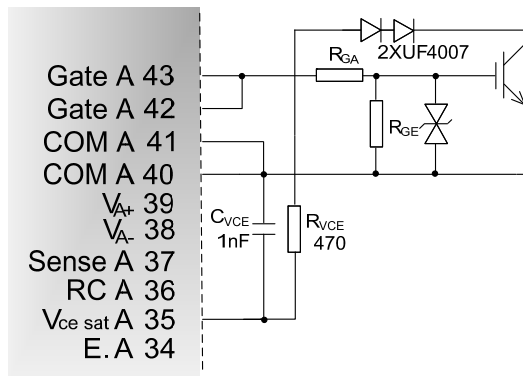 2XUF4007
R_GA
Gate A 43
Gate A 42
COM A 41
COM A 40
R_GE
V_A+ 39
V_A- 38
C_VCE
1nF
R_VCE
470
Sense A 37
RC A 36
V_ce sat A 35
E. A 34